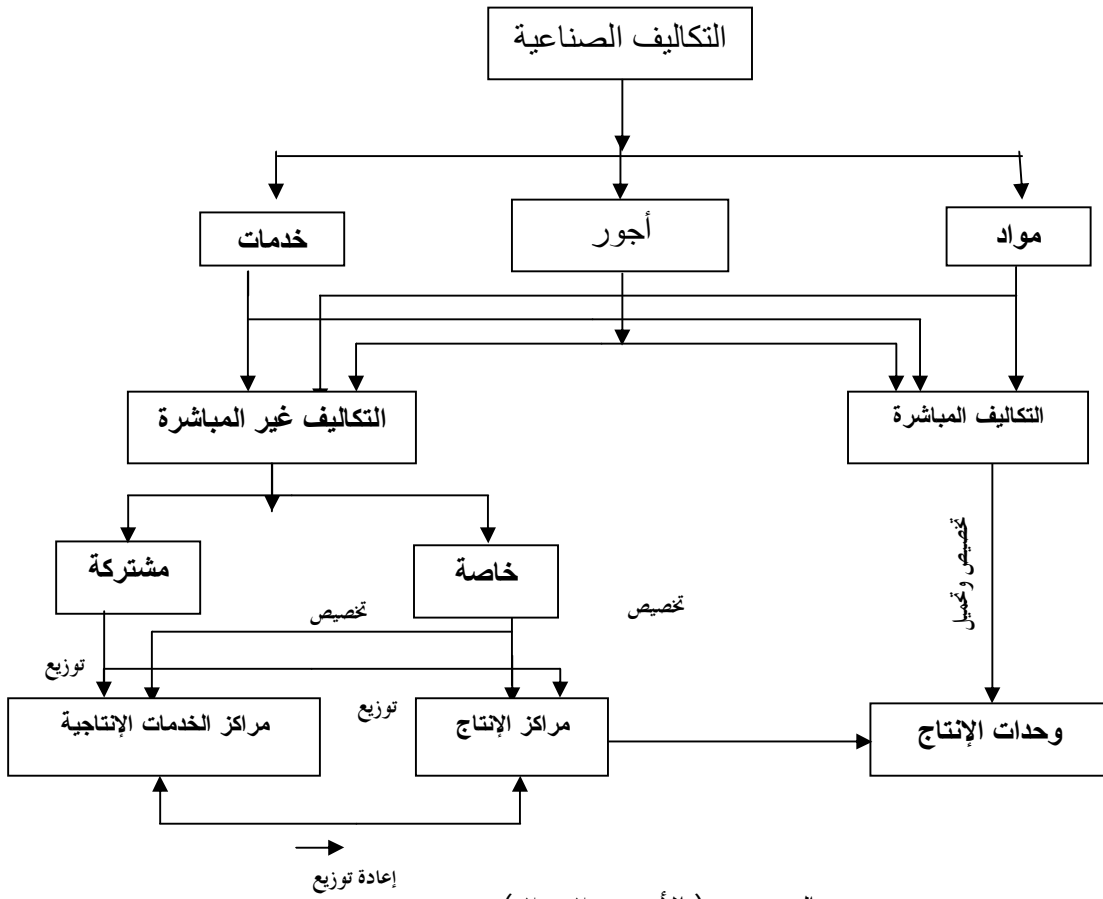 التكاليف الصناعية
مواد
أجور
خدمات
التكاليف المباشرة
التكاليف غير المباشرة
تخصيص وتحميل
خاصة
مشتركة
تخصيص
تخصيص
توزيع
توزيع
وحدات الإنتاج
مراكز الإنتاج
مراكز الخدمات الإنتاجية
إعادة توزيع